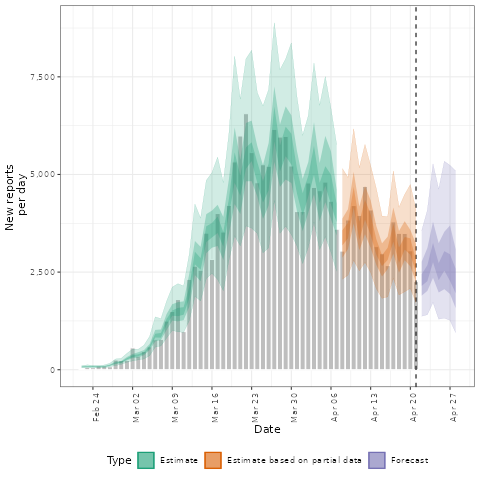 New reports
per day
7,500
5,000
2,500
0
Feb 24
Mar 02
Mar 09
Mar 16
Mar 23
Mar 30
Apr 06
Apr 13
Apr 20
Apr 27
Date
Type Estimate Estimate based on partial data Forecast